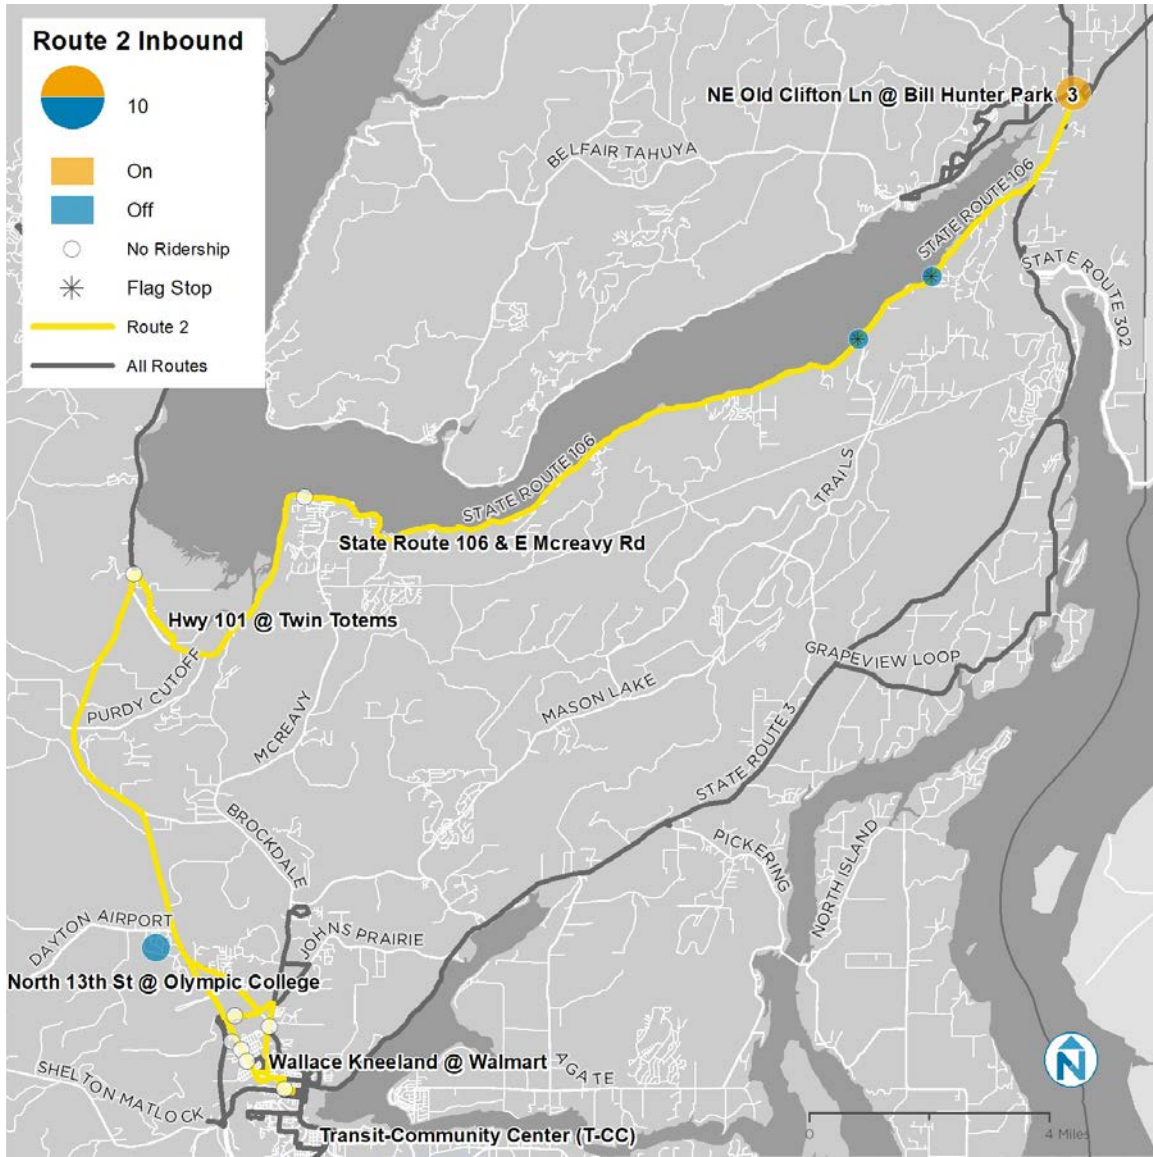 Route 2 Inbound
10
On
Off
No Ridership
Flag Stop
Route 2
All Routes
NE Old Clifton Ln @ Bill Hunter Park 3
BELFAIR TAHUYA
STATE ROUTE 106
STATE ROUTE 302
STATE ROUTE 106
TRAILS
State Route 106 & E Mcreavy Rd
Hwy 101 @ Twin Totems
GRAPEVIEW LOOP
PURDY CUTOFF
MCREAVY
MASON LAKE
STATE ROUTE 3
BROCKDALE
PICKERING
NORTH ISLAND
DAYTON AIRPORT
JOHNS PRAIRIE
North 13th St @ Olympic College
Wallace Kneeland @ Walmart
AGATE
SHELTON MATLOCK
N
Transit-Community Center (T-CC)
0
4 Miles